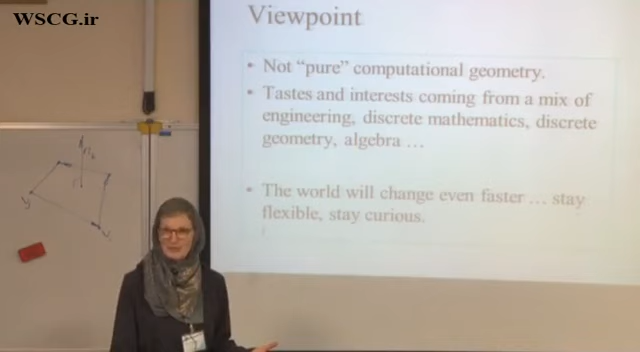 WSCG.ir
Viewpoint
• Not “pure” computational geometry.
• Tastes and interests coming from a mix of
engineering, discrete mathematics, discrete
geometry, algebra …
• The world will change even faster … stay
flexible, stay curious.